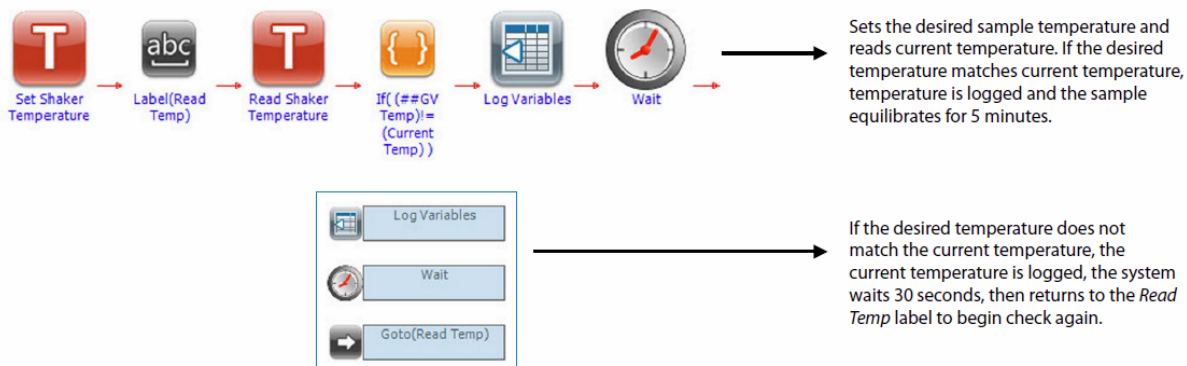 T
Set Shaker
Temperature
abc
Label(Read
Temp)
T
Read Shaker
Temperature
{ }
If( (##GV
Temp)!=
(Current
Temp) )
Log Variables
Wait
Sets the desired sample temperature and
reads current temperature. If the desired
temperature matches current temperature,
temperature is logged and the sample
equilibrates for 5 minutes.
Log Variables
Wait
Goto(Read Temp)
If the desired temperature does not
match the current temperature, the
current temperature is logged, the system
waits 30 seconds, then returns to the Read
Temp label to begin check again.